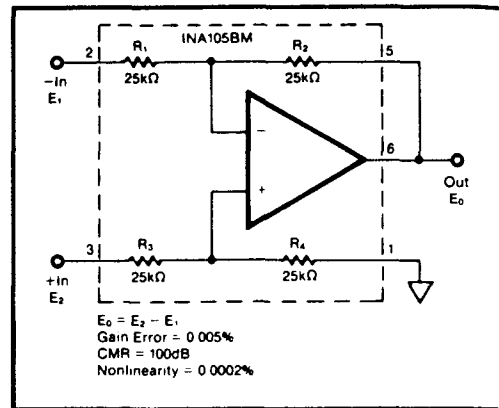 INA105BM
2 R₁ R₂ 5
−In 25kΩ 25kΩ
E₁
−
6
+
Out
E₀
3 R₃ R₄ 1
+In 25kΩ 25kΩ
E₂
E₀ = E₂ − E₁
Gain Error = 0 005%
CMR = 100dB
Nonlinearity = 0 0002%